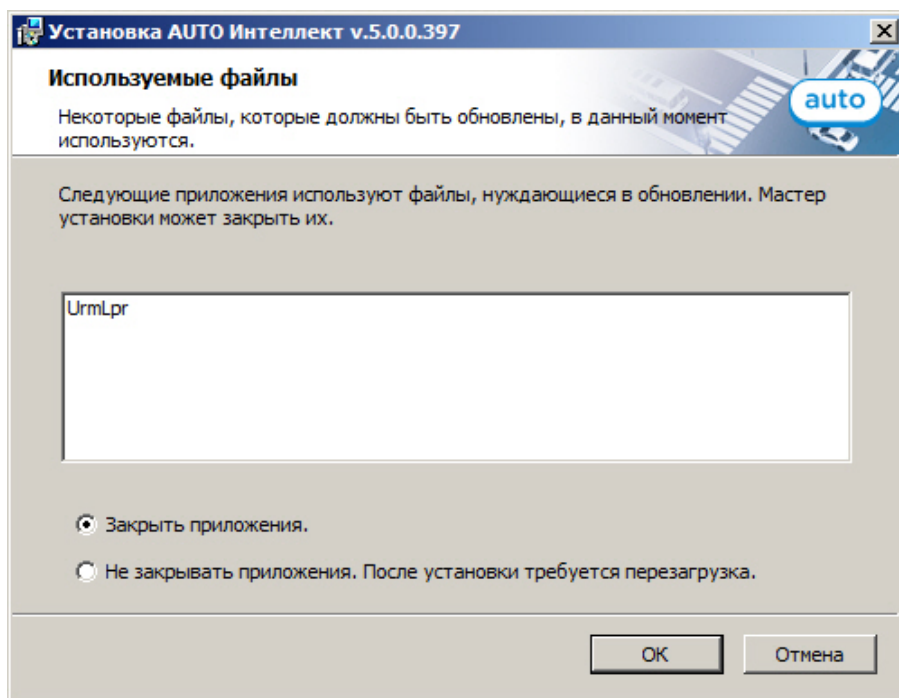 Установка AUTO Интеллект v.5.0.0.397
Используемые файлы
Некоторые файлы, которые должны быть обновлены, в данный момент
используются.
auto
Следующие приложения используют файлы, нуждающиеся в обновлении. Мастер
установки может закрыть их.
UrmLpr
Закрыть приложения.
Не закрывать приложения. После установки требуется перезагрузка.
ОК
Отмена